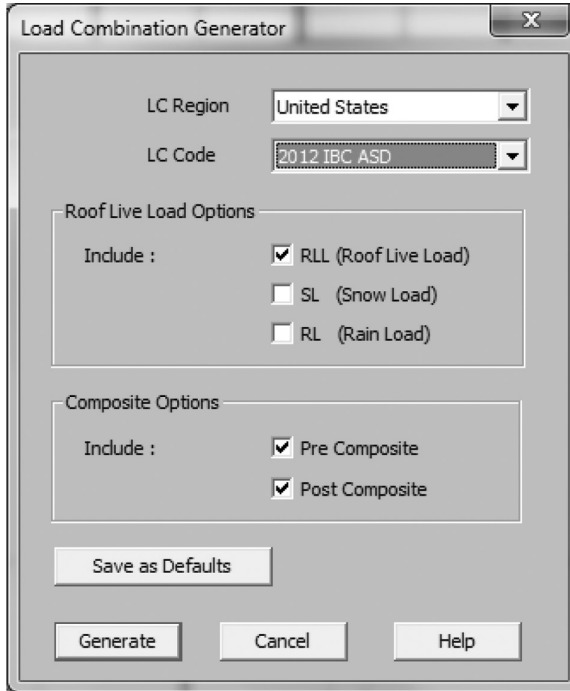 Load Combination Generator
X
LC Region United States
LC Code 2012 IBC ASD
Roof Live Load Options
Include : RLL (Roof Live Load)
SL (Snow Load)
RL (Rain Load)
Composite Options
Include : Pre Composite
Post Composite
Save as Defaults
Generate Cancel Help